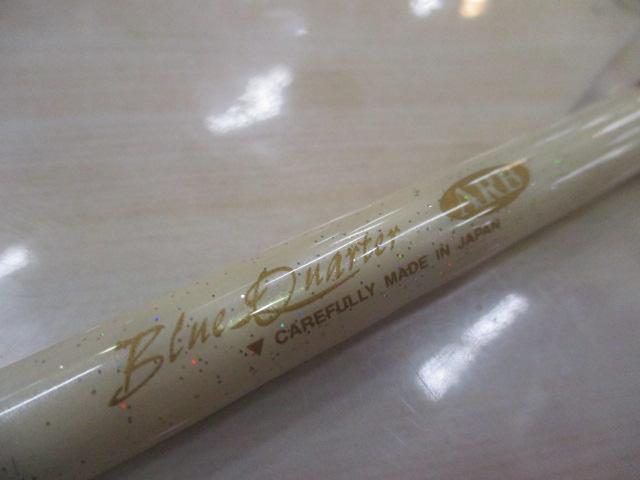 Blue Quarter
ARB
▼ CAREFULLY MADE IN JAPAN